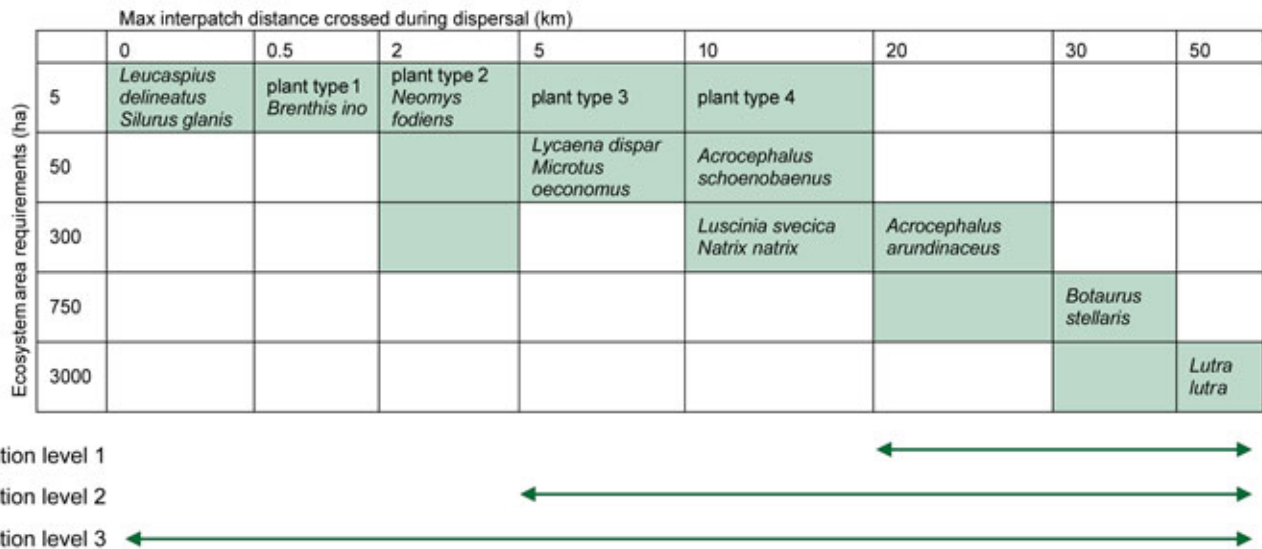 Max interpatch distance crossed during dispersal (km)
0 0.5 2 5 10 20 30 50
Ecosystem area requirements (ha)
5
Leucaspius
delineatus
Silurus glanis
plant type 1
Brenthis ino
plant type 2
Neomys
fodiens
plant type 3
plant type 4
50
Lycaena dispar
Microtus
oeconomus
Acrocephalus
schoenobaenus
300
Luscinia svecica
Natrix natrix
Acrocephalus
arundinaceus
750
Botaurus
stellaris
3000
Lutra
lutra
tion level 1
tion level 2
tion level 3